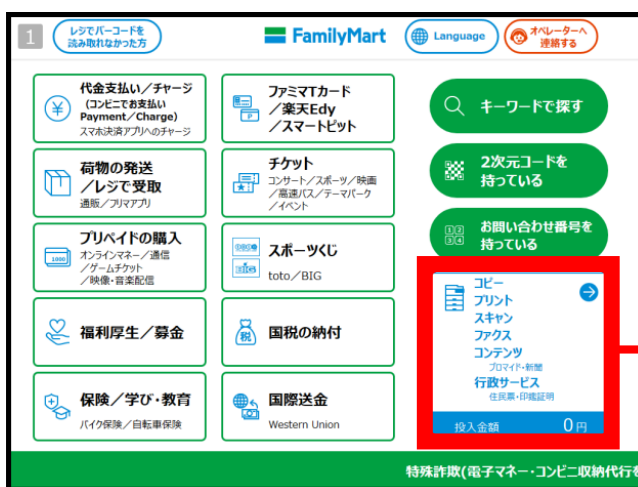 1
レジでバーコードを
読み取れなかった方
FamilyMart
Language
オペレーターへ
連絡する
代金支払い／チャージ
(コンビニでお支払い
Payment／Charge)
スマホ決済アプリへのチャージ
ファミマTカード
／楽天Edy
／スマートピット
キーワードで探す
荷物の発送
／レジで受取
通販／フリマアプリ
チケット
コンサート／スポーツ／映画
／高速バス／テーマパーク
／イベント
2次元コードを
持っている
プリペイドの購入
オンラインマネー／通信
／ゲームチケット
／映像・音楽配信
スポーツくじ
toto／BIG
お問い合わせ番号を
持っている
福利厚生／募金
国税の納付
コピー
プリント
スキャン
ファクス
コンテンツ
ブロマイド・新聞
行政サービス
住民票・印鑑証明
保険／学び・教育
バイク保険／自転車保険
国際送金
Western Union
投入金額 0円
特殊詐欺(電子マネー・コンビニ収納代行を